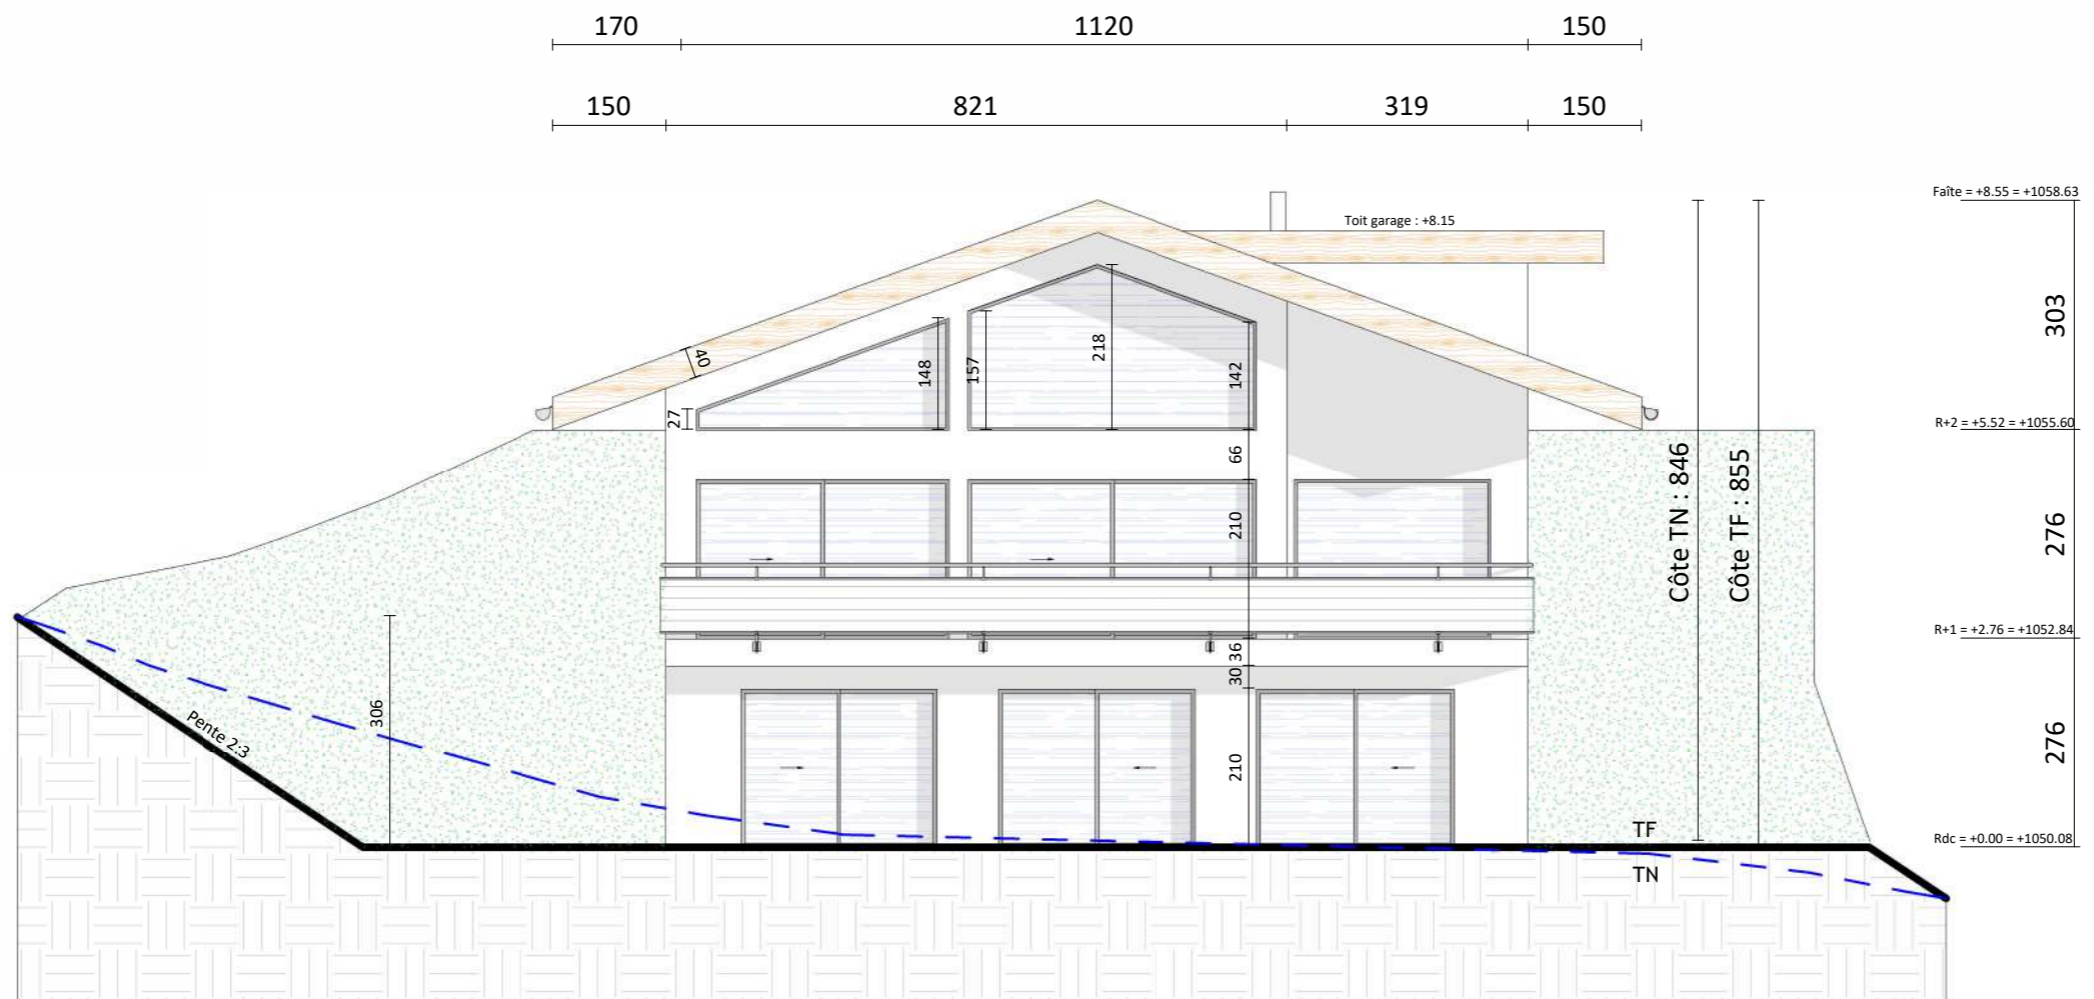 170 1120 150
150 821 319 150
Faîte = +8.55 = +1058.63
Toit garage : +8.15
303
40
218
148
157
142
27
R+2 = +5.52 = +1055.60
66
Côte TN : 846
Côte TF : 855
210
276
R+1 = +2.76 = +1052.84
36
30
306
Pente 2:3
276
210
TF
Rdc = +0.00 = +1050.08
TN